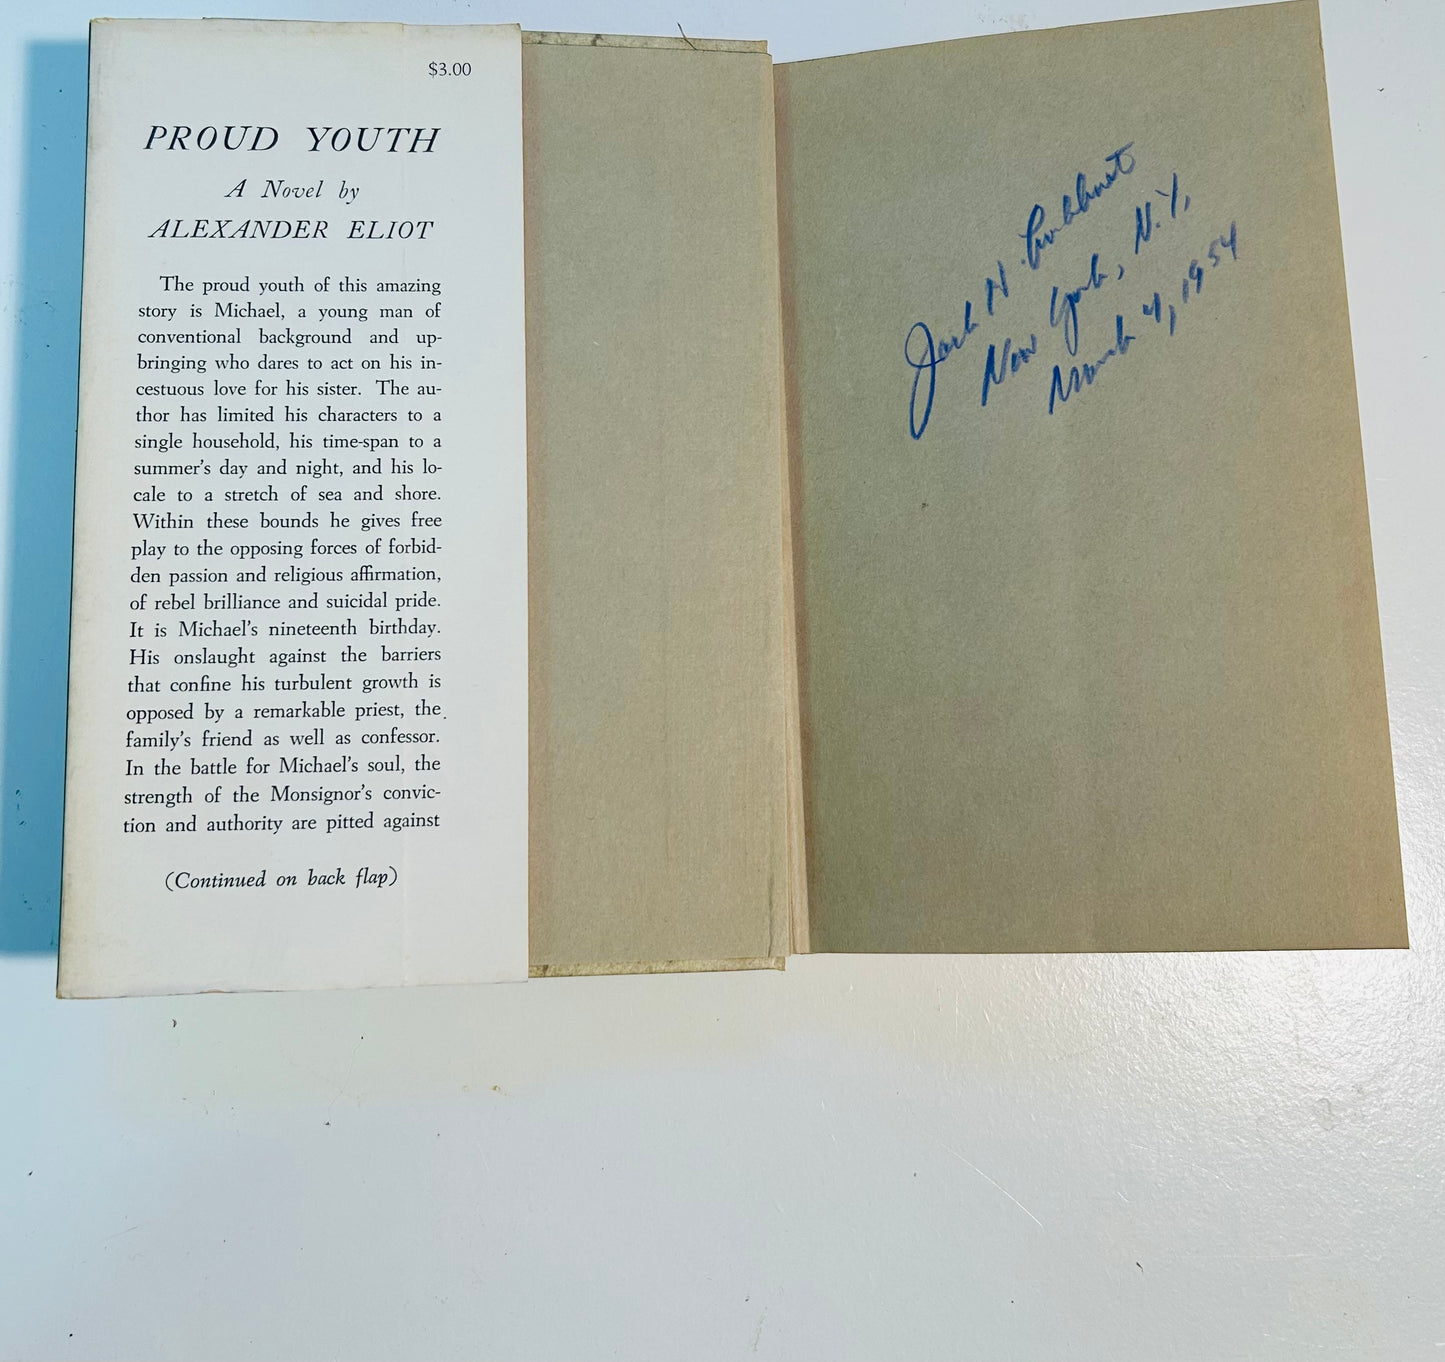 $3.00
PROUD YOUTH
A Novel by
ALEXANDER ELIOT
The proud youth of this amazing
story is Michael, a young man of
conventional background and up-
bringing who dares to act on his in-
cestuous love for his sister. The au-
thor has limited his characters to a
single household, his time-span to a
summer's day and night, and his lo-
cale to a stretch of sea and shore.
Within these bounds he gives free
play to the opposing forces of forbid-
den passion and religious affirmation,
of rebel brilliance and suicidal pride.
It is Michael's nineteenth birthday.
His onslaught against the barriers
that confine his turbulent growth is
opposed by a remarkable priest, the
family's friend as well as confessor.
In the battle for Michael's soul, the
strength of the Monsignor's convic-
tion and authority are pitted against
(Continued on back flap)
Jack H.
New York, N.Y.
March 4, 1954